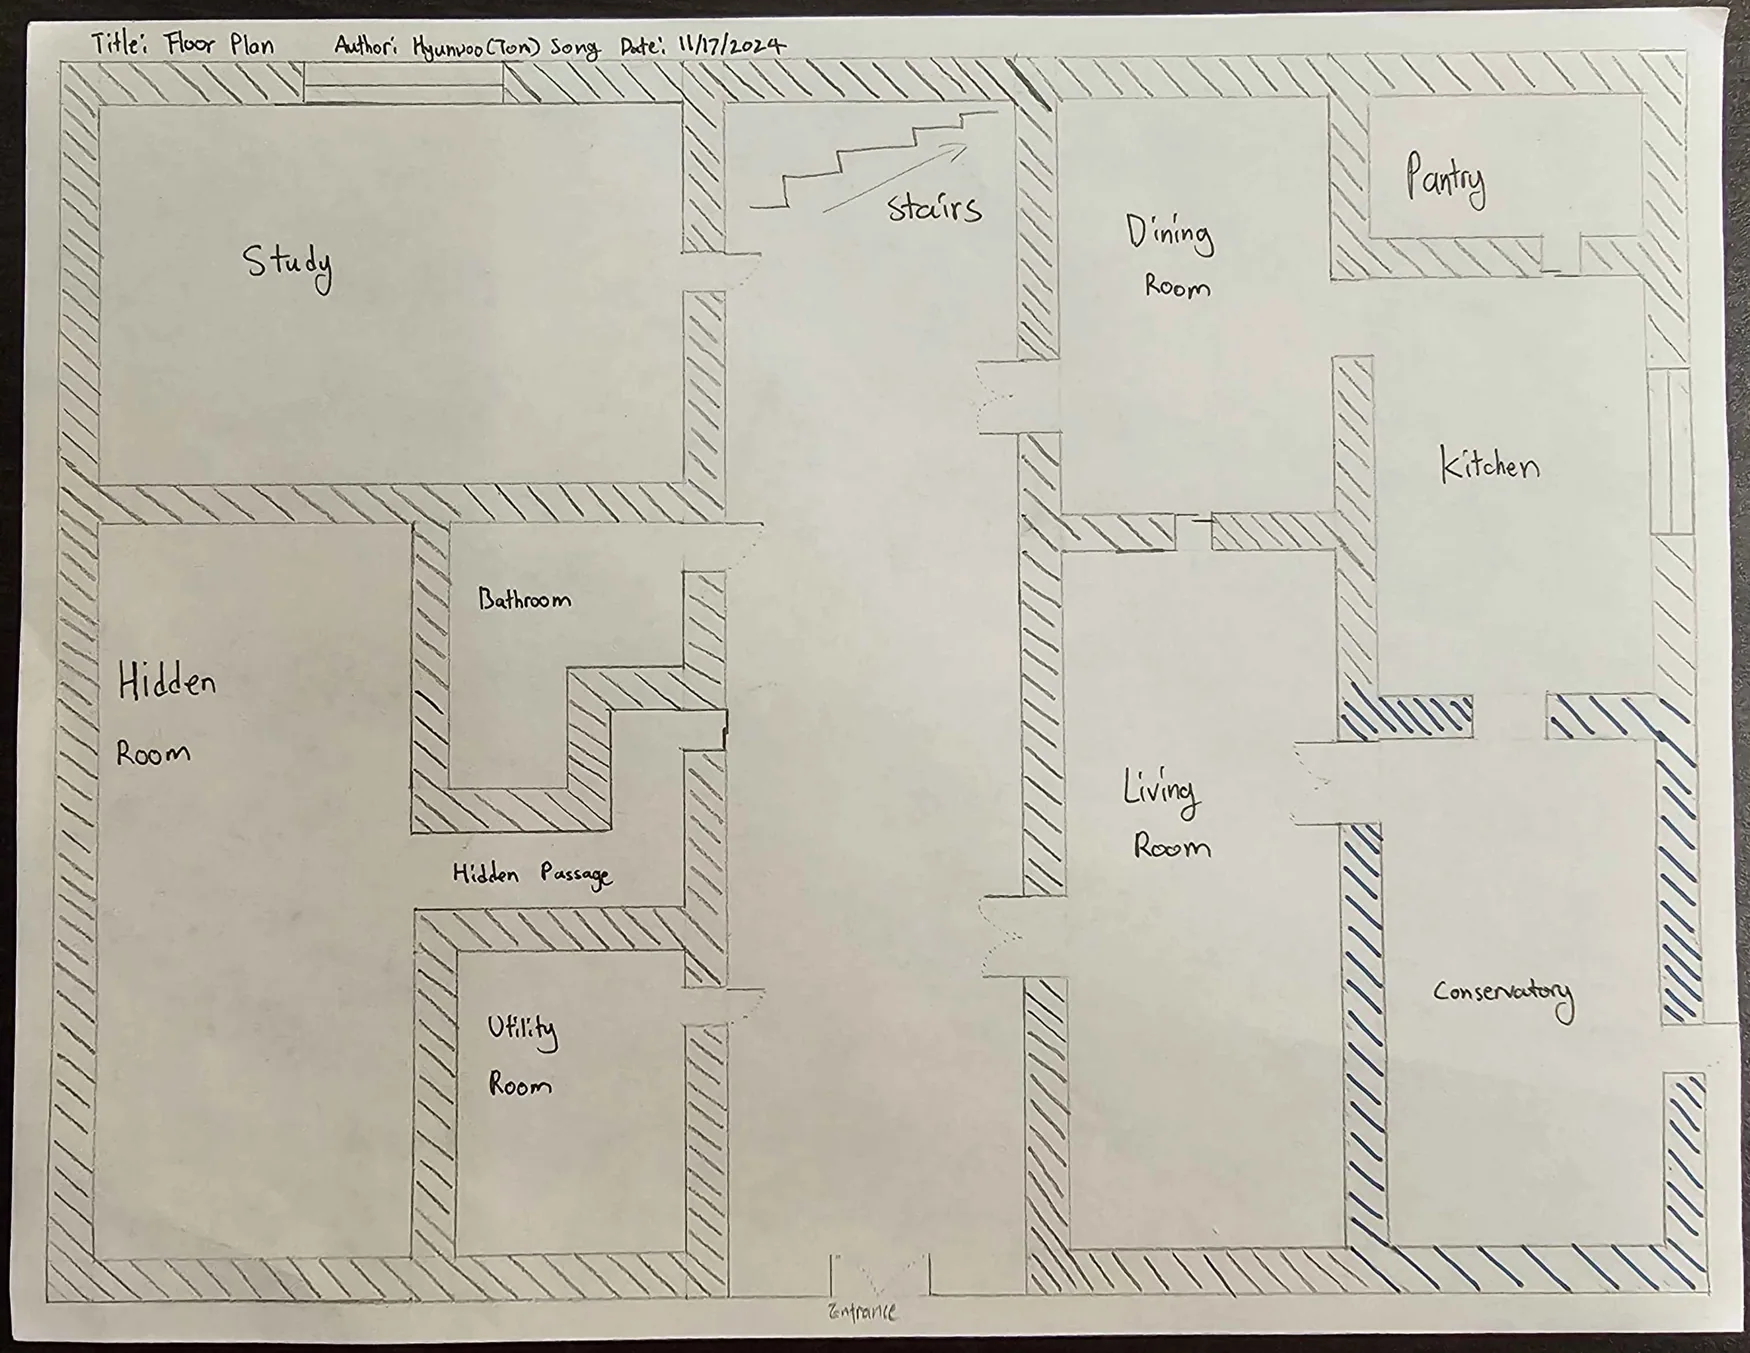 Title: Floor Plan Author: Hyunwoo(Tom) Song Date: 11/17/2024
Study
Stairs
Dining
Room
Pantry
Kitchen
Bathroom
Hidden
Room
Hidden Passage
Living
Room
Utility
Room
Conservatory
Entrance